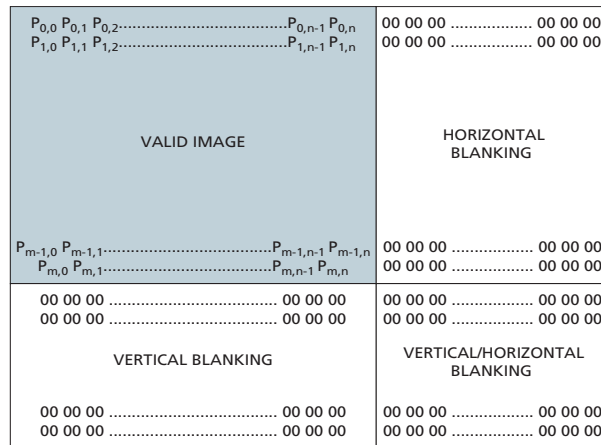 P0,0 P0,1 P0,2.....................................P0,n-1 P0,n 00 00 00 .................. 00 00 00
P1,0 P1,1 P1,2.....................................P1,n-1 P1,n 00 00 00 .................. 00 00 00
VALID IMAGE
HORIZONTAL
BLANKING
Pm-1,0 Pm-1,1.....................................Pm-1,n-1 Pm-1,n 00 00 00 .................. 00 00 00
Pm,0 Pm,1.....................................Pm,n-1 Pm,n 00 00 00 .................. 00 00 00
00 00 00 ..................................... 00 00 00 00 00 00 .................. 00 00 00
00 00 00 ..................................... 00 00 00 00 00 00 .................. 00 00 00
VERTICAL BLANKING
VERTICAL/HORIZONTAL
BLANKING
00 00 00 ..................................... 00 00 00 00 00 00 .................. 00 00 00
00 00 00 ..................................... 00 00 00 00 00 00 .................. 00 00 00